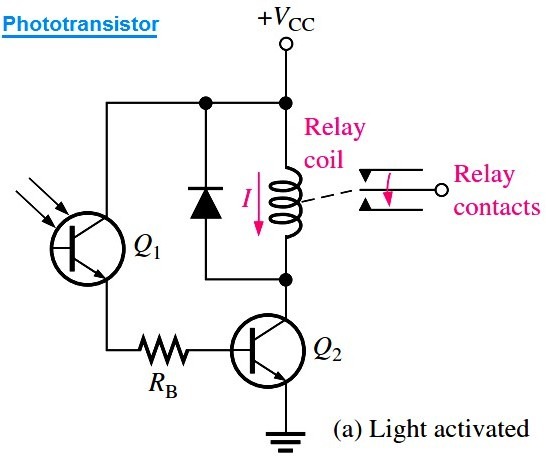 Phototransistor
+VCC
Relay
coil
I
Relay
contacts
Q1
Q2
RB
(a) Light activated